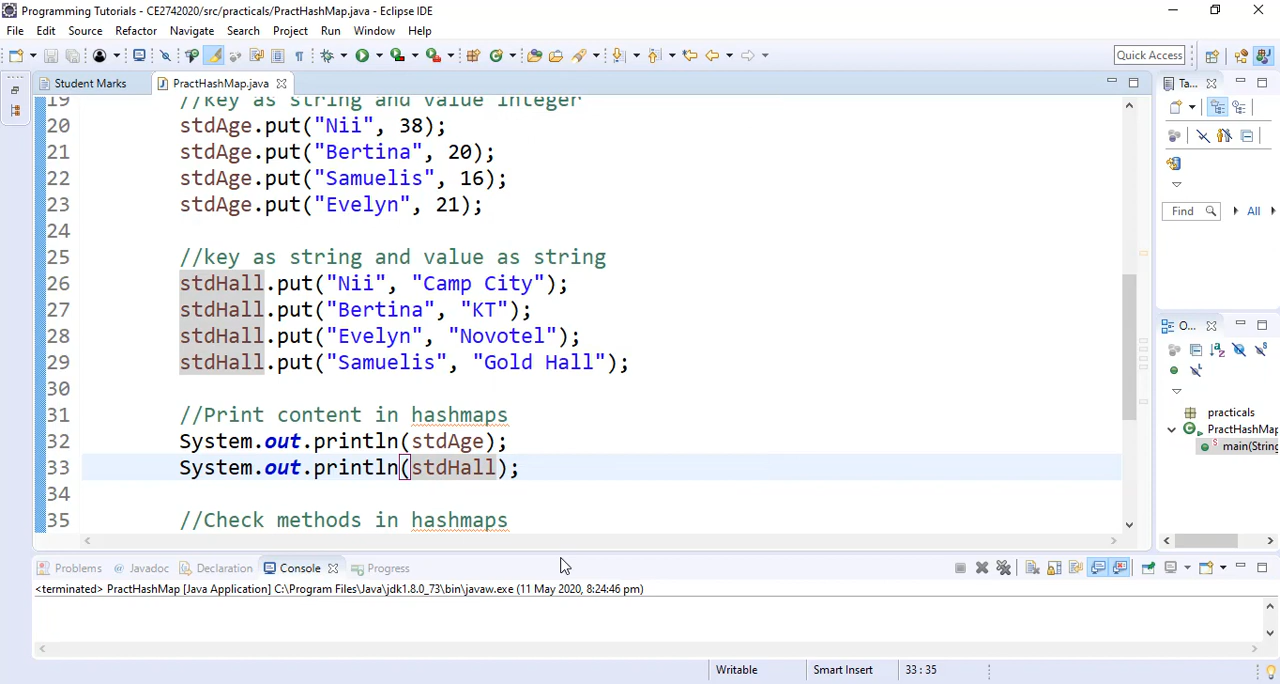 Programming Tutorials - CE2742020/src/practicals/PractHashMap.java - Eclipse IDE
File Edit Source Refactor Navigate Search Project Run Window Help
Quick Access
Student Marks PractHashMap.java Ta...
19 //key as string and value integer
20 stdAge.put("Nii", 38);
21 stdAge.put("Bertina", 20);
22 stdAge.put("Samuelis", 16);
23 stdAge.put("Evelyn", 21);
Find All
24
25 //key as string and value as string
26 stdHall.put("Nii", "Camp City");
27 stdHall.put("Bertina", "KT");
28 stdHall.put("Evelyn", "Novotel");
29 stdHall.put("Samuelis", "Gold Hall");
O...
30
31 //Print content in hashmaps
32 System.out.println(stdAge);
33 System.out.println(stdHall);
34
35 //Check methods in hashmaps
practicals
PractHashMap
main(String
Problems Javadoc Declaration Console Progress
<terminated> PractHashMap [Java Application] C:\Program Files\Java\jdk1.8.0_73\bin\javaw.exe (11 May 2020, 8:24:46 pm)
Writable Smart Insert 33 : 35